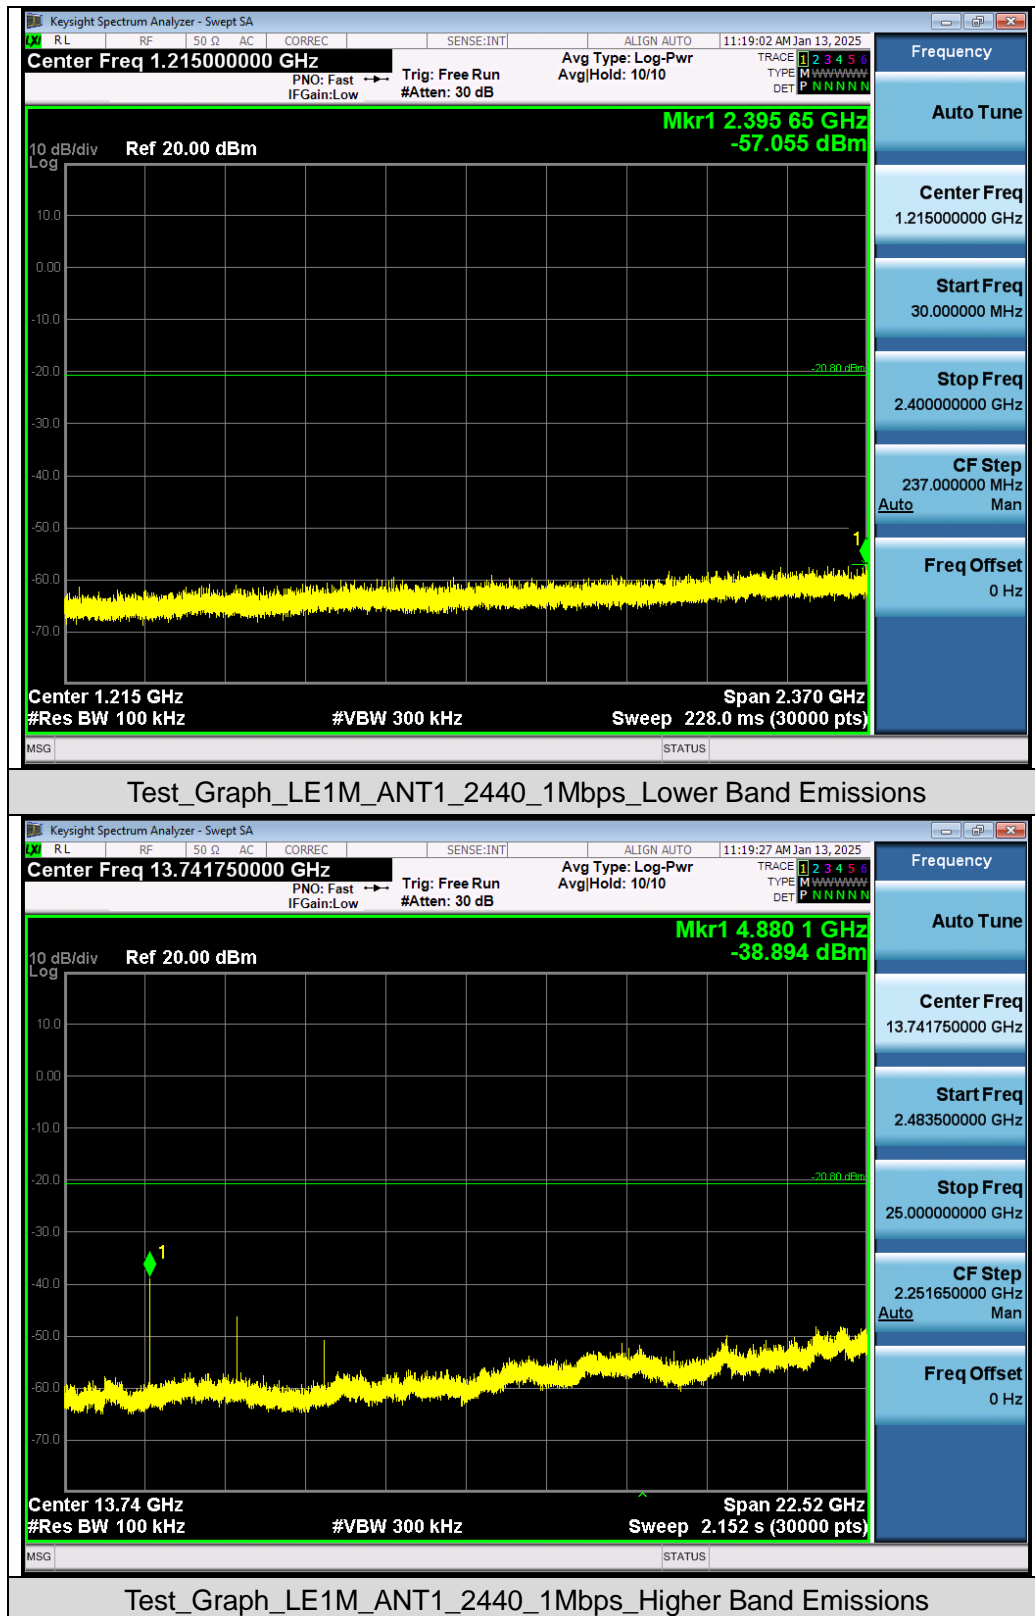 Keysight Spectrum Analyzer - Swept SA
LXI RL RF 50 Ω AC CORREC SENSE:INT ALIGN AUTO 11:19:02 AM Jan 13, 2025
Center Freq 1.215000000 GHz
PNO: Fast
IFGain:Low
Trig: Free Run
#Atten: 30 dB
Avg Type: Log-Pwr
Avg|Hold: 10/10
TRACE 1 2 3 4 5 6
TYPE M WWWWW
DET P N N N N N
Mkr1 2.395 65 GHz
-57.055 dBm
10 dB/div Ref 20.00 dBm
Log
10.0
0.00
-10.0
-20.0
-20.80 dBm
-30.0
-40.0
-50.0
1
-60.0
-70.0
Center 1.215 GHz Span 2.370 GHz
#Res BW 100 kHz #VBW 300 kHz Sweep 228.0 ms (30000 pts)
MSG STATUS
Frequency
Auto Tune
Center Freq
1.215000000 GHz
Start Freq
30.000000 MHz
Stop Freq
2.400000000 GHz
CF Step
237.000000 MHz
Auto Man
Freq Offset
0 Hz
Test_Graph_LE1M_ANT1_2440_1Mbps_Lower Band Emissions
Keysight Spectrum Analyzer - Swept SA
LXI RL RF 50 Ω AC CORREC SENSE:INT ALIGN AUTO 11:19:27 AM Jan 13, 2025
Center Freq 13.741750000 GHz
PNO: Fast
IFGain:Low
Trig: Free Run
#Atten: 30 dB
Avg Type: Log-Pwr
Avg|Hold: 10/10
TRACE 1 2 3 4 5 6
TYPE M WWWWW
DET P N N N N N
Mkr1 4.880 1 GHz
-38.894 dBm
10 dB/div Ref 20.00 dBm
Log
10.0
0.00
-10.0
-20.0
-20.80 dBm
-30.0
1
-40.0
-50.0
-60.0
-70.0
Center 13.74 GHz Span 22.52 GHz
#Res BW 100 kHz #VBW 300 kHz Sweep 2.152 s (30000 pts)
MSG STATUS
Frequency
Auto Tune
Center Freq
13.741750000 GHz
Start Freq
2.483500000 GHz
Stop Freq
25.000000000 GHz
CF Step
2.251650000 GHz
Auto Man
Freq Offset
0 Hz
Test_Graph_LE1M_ANT1_2440_1Mbps_Higher Band Emissions